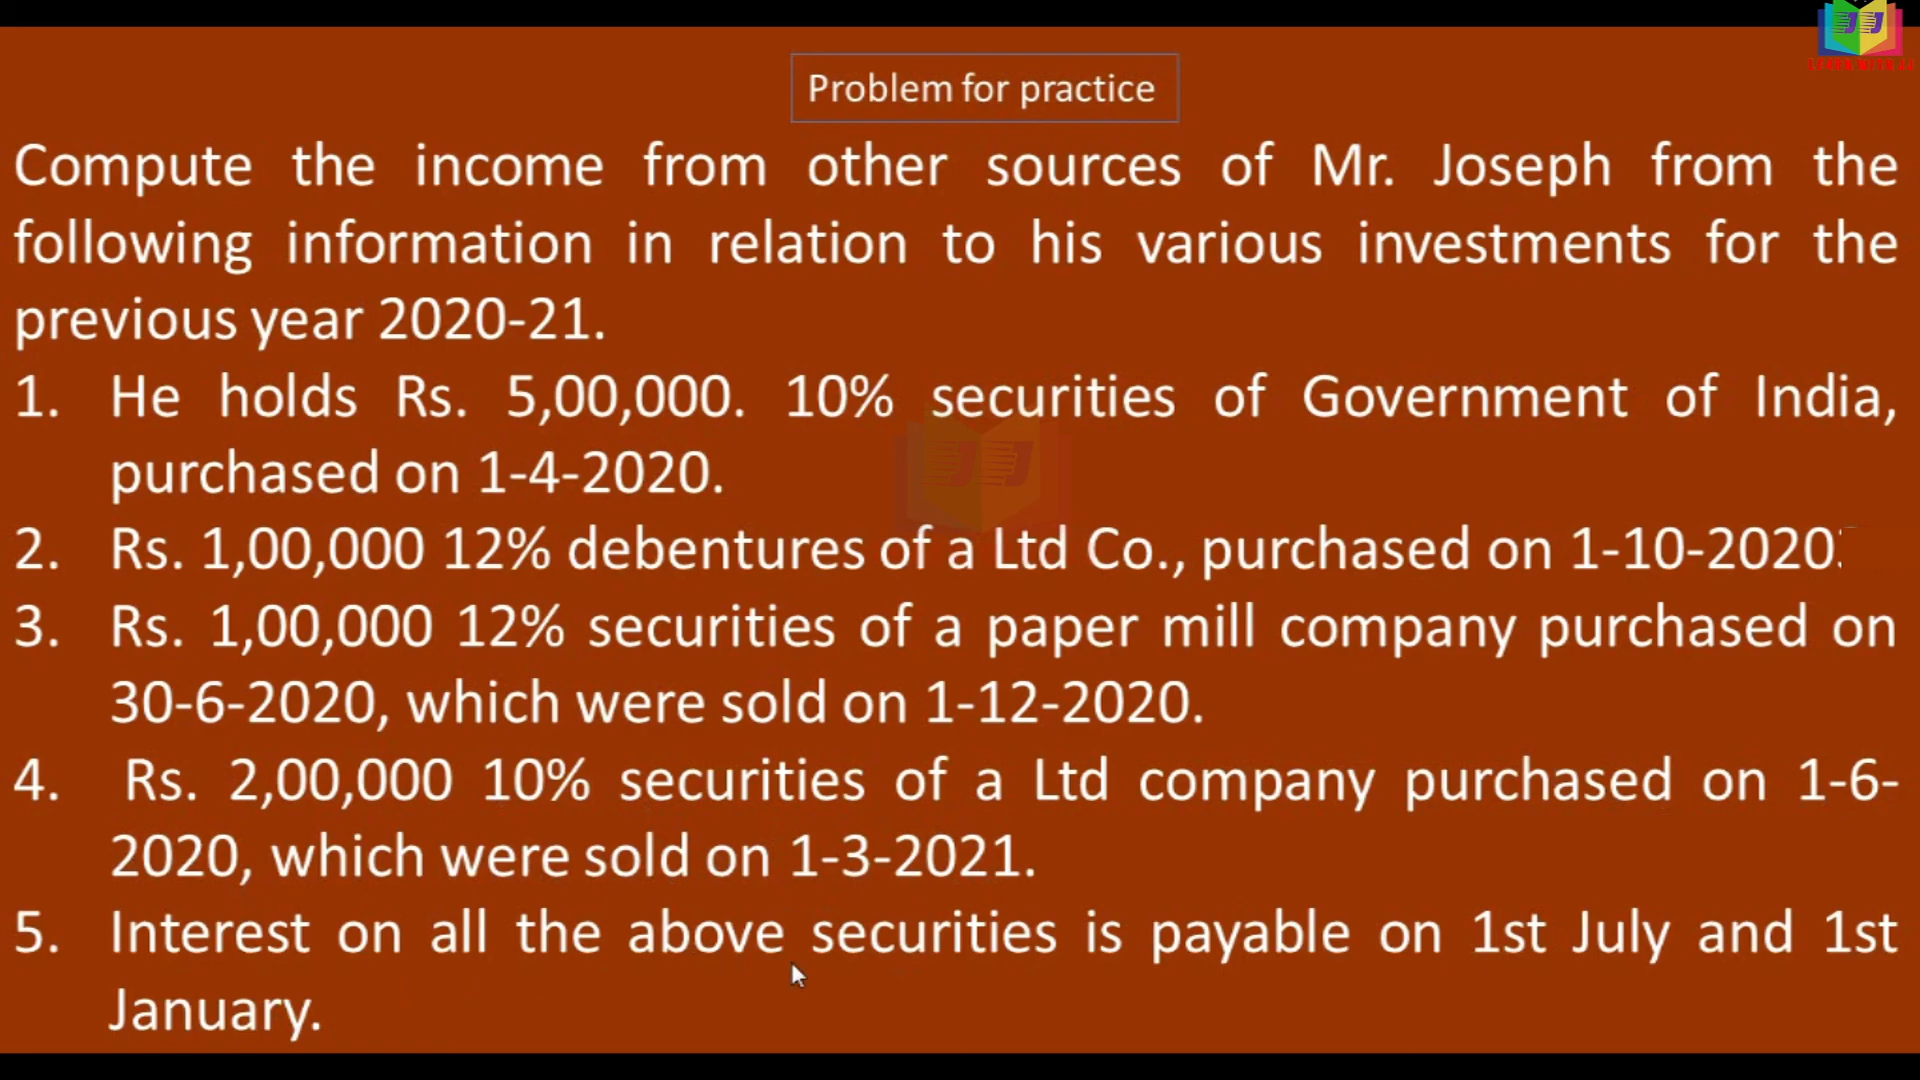 Problem for practice
Compute the income from other sources of Mr. Joseph from the
following information in relation to his various investments for the
previous year 2020-21.
1. He holds Rs. 5,00,000. 10% securities of Government of India,
purchased on 1-4-2020.
2. Rs. 1,00,000 12% debentures of a Ltd Co., purchased on 1-10-2020.
3. Rs. 1,00,000 12% securities of a paper mill company purchased on
30-6-2020, which were sold on 1-12-2020.
4. Rs. 2,00,000 10% securities of a Ltd company purchased on 1-6-
2020, which were sold on 1-3-2021.
5. Interest on all the above securities is payable on 1st July and 1st
January.